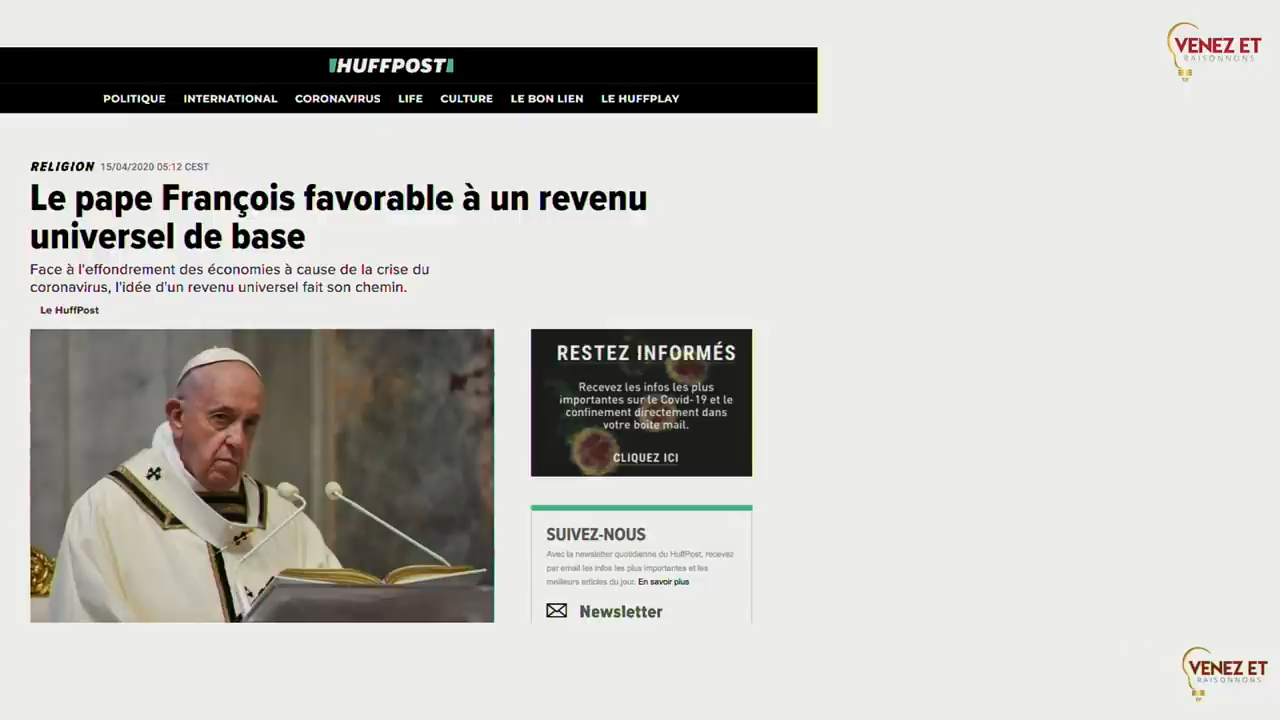 VENEZ ET
RAISONNONS
HUFFPOST
POLITIQUE INTERNATIONAL CORONAVIRUS LIFE CULTURE LE BON LIEN LE HUFFPLAY
RELIGION 15/04/2020 05:12 CEST
Le pape François favorable à un revenu
universel de base
Face à l'effondrement des économies à cause de la crise du
coronavirus, l'idée d'un revenu universel fait son chemin.
Le HuffPost
RESTEZ INFORMÉS
Recevez les infos les plus
importantes sur le Covid-19 et le
confinement directement dans
votre boîte mail.
CLIQUEZ ICI
SUIVEZ-NOUS
Avec la newsletter quotidienne du HuffPost, recevez
par email les infos les plus importantes et les
meilleurs articles du jour. En savoir plus
Newsletter
VENEZ ET
RAISONNONS